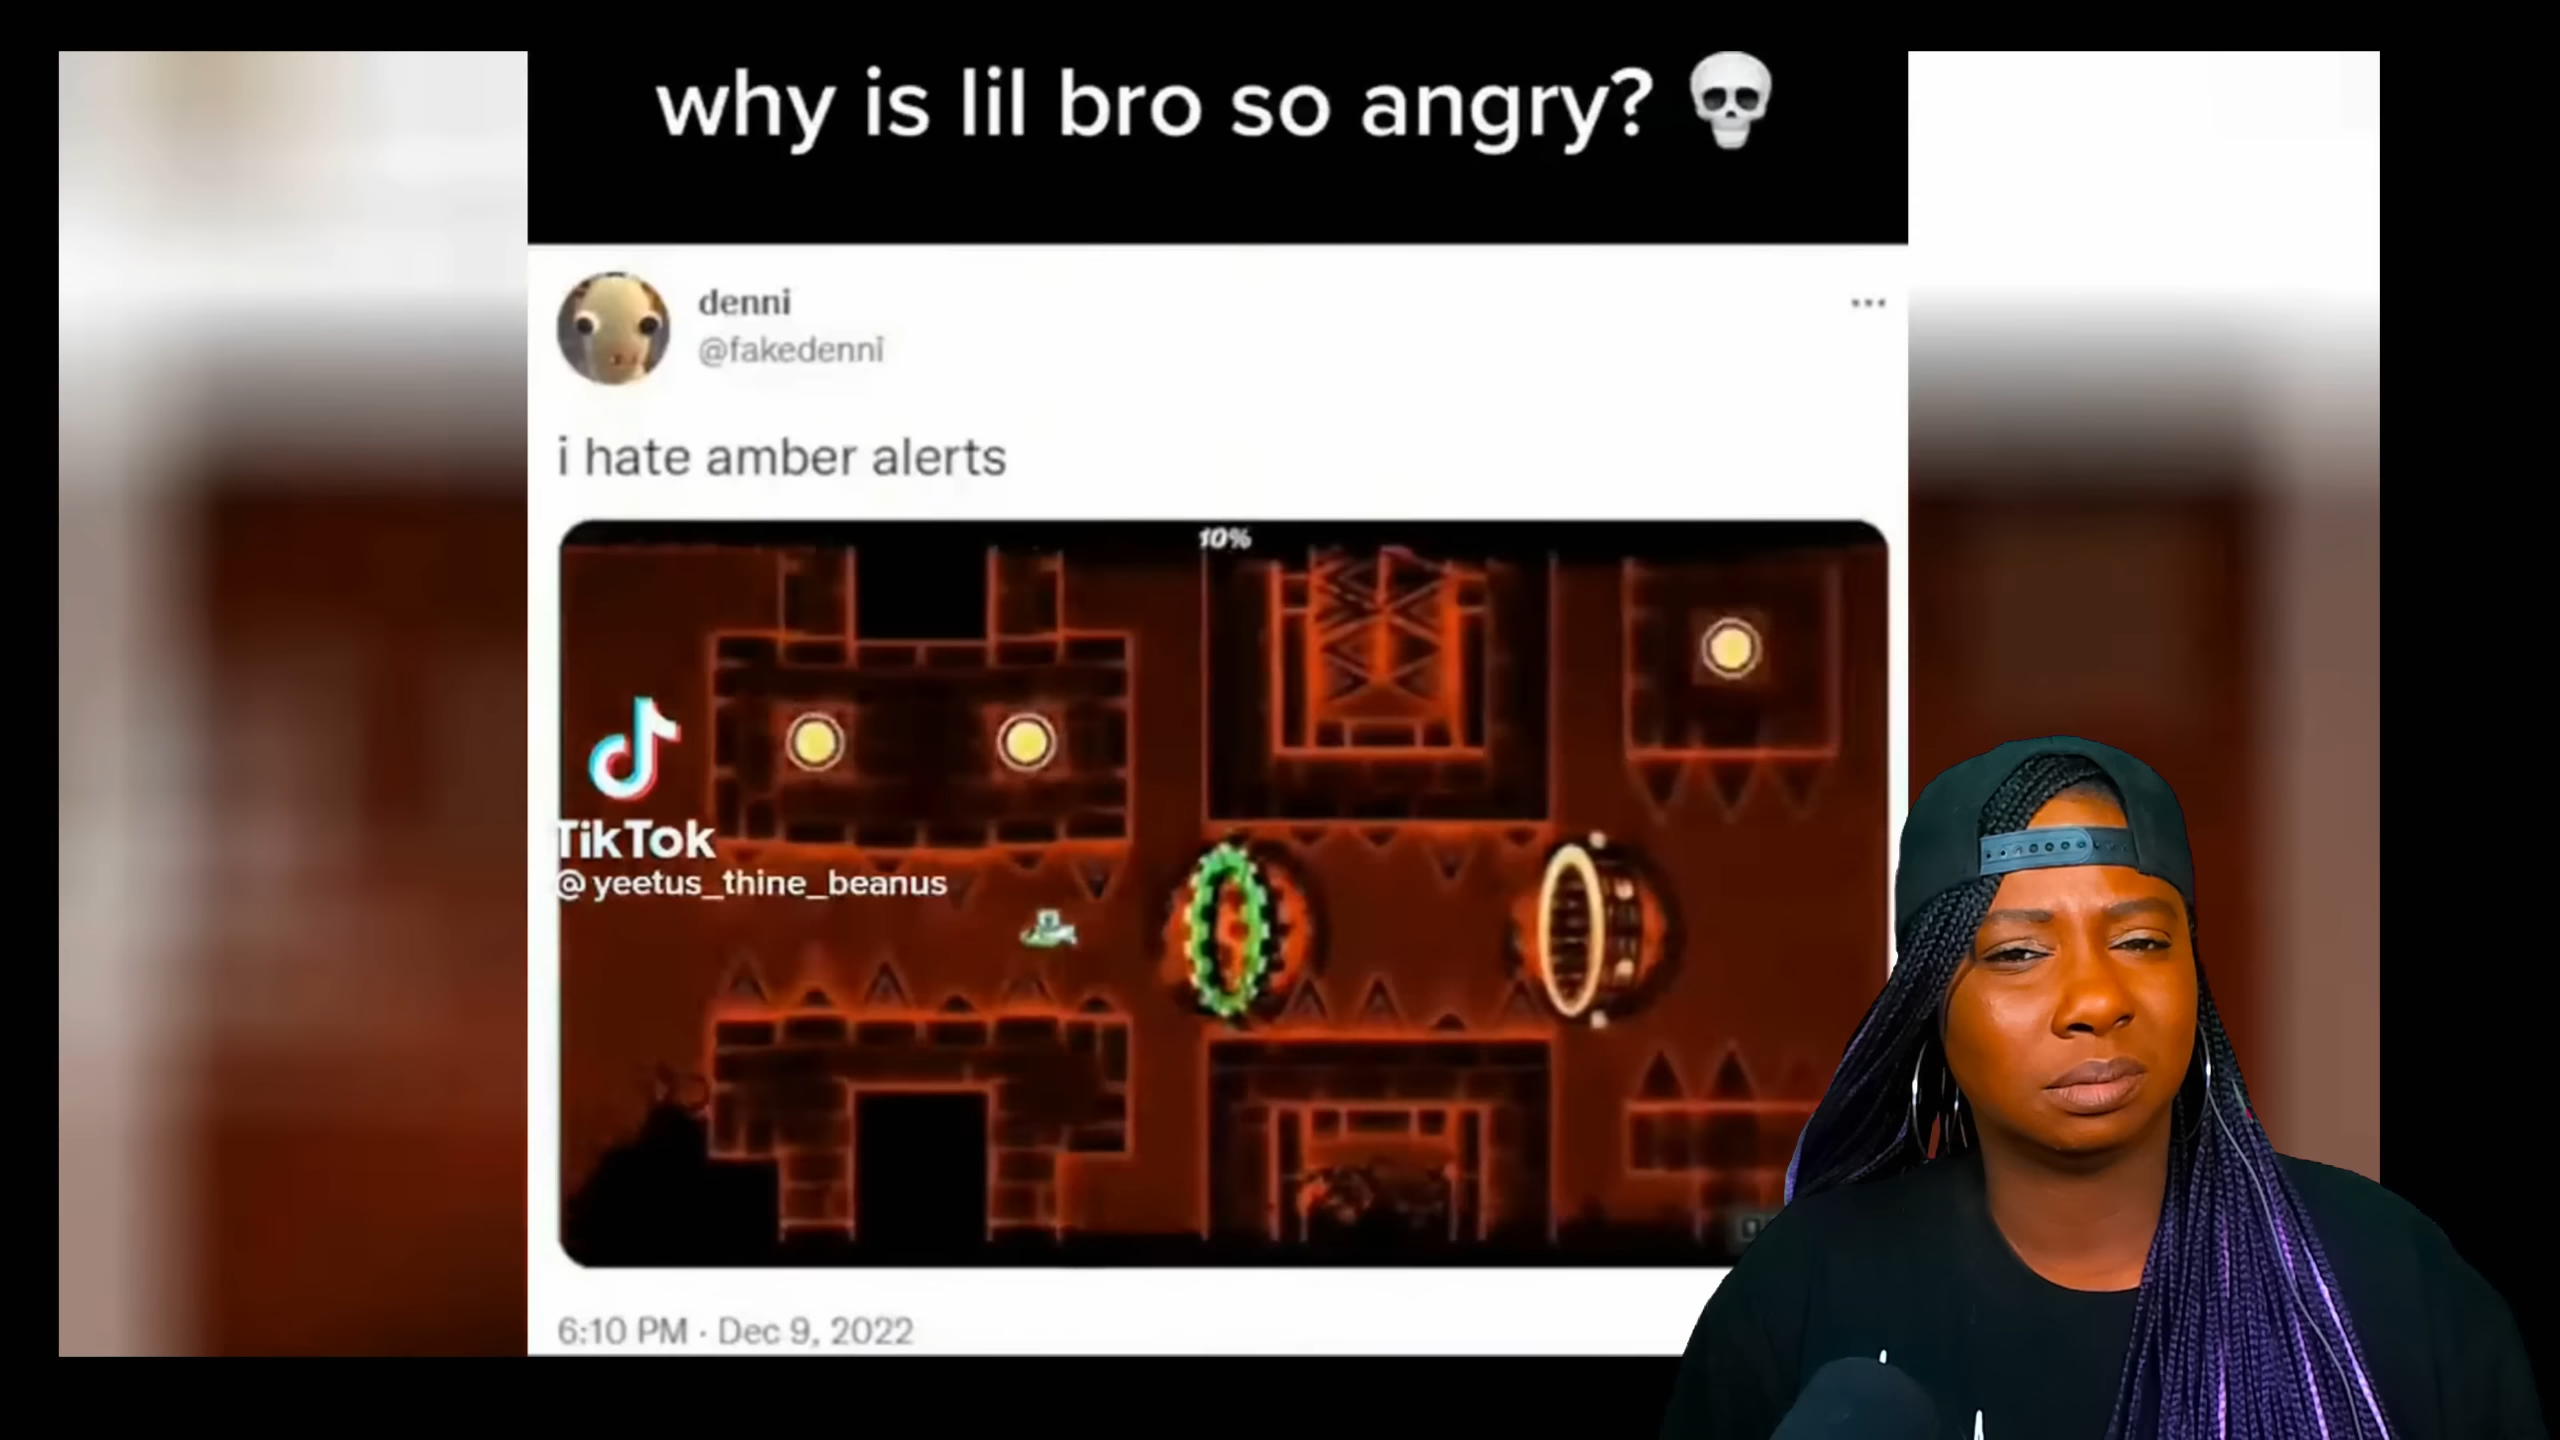 why is lil bro so angry? 💀
denni
@fakedenni
i hate amber alerts
10%
TikTok
@yeetus_thine_beanus
6:10 PM · Dec 9, 2022